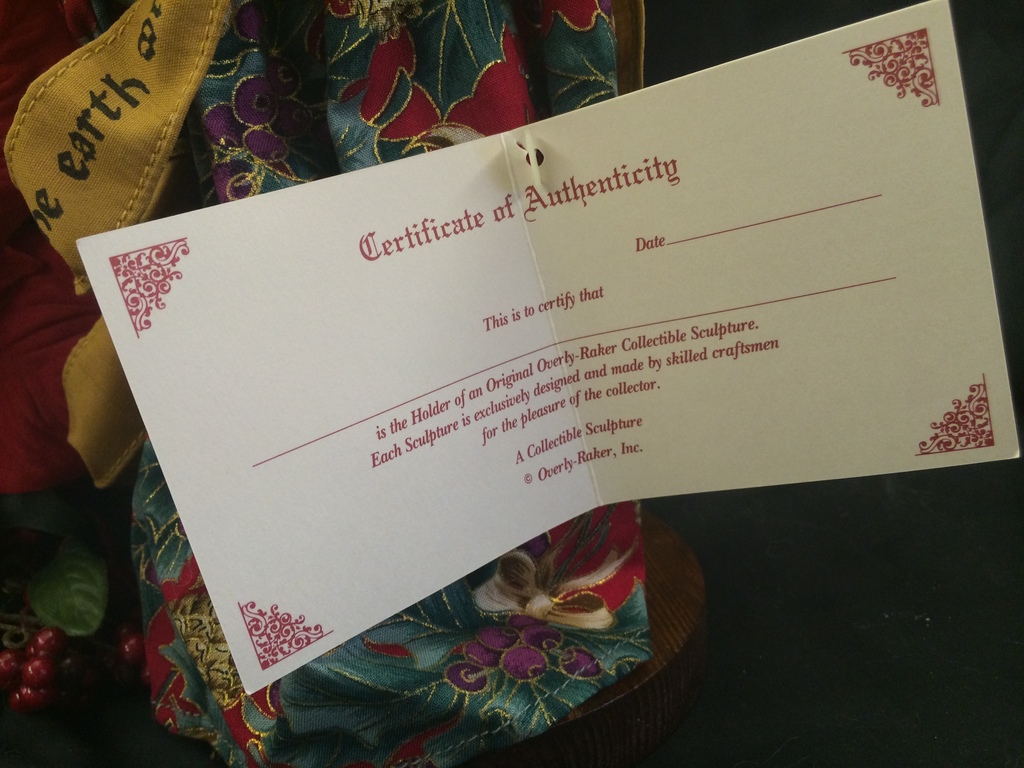 he earth
Certificate of Authenticity
Date
This is to certify that
is the Holder of an Original Overly-Raker Collectible Sculpture.
Each Sculpture is exclusively designed and made by skilled craftsmen
for the pleasure of the collector.
A Collectible Sculpture
© Overly-Raker, Inc.